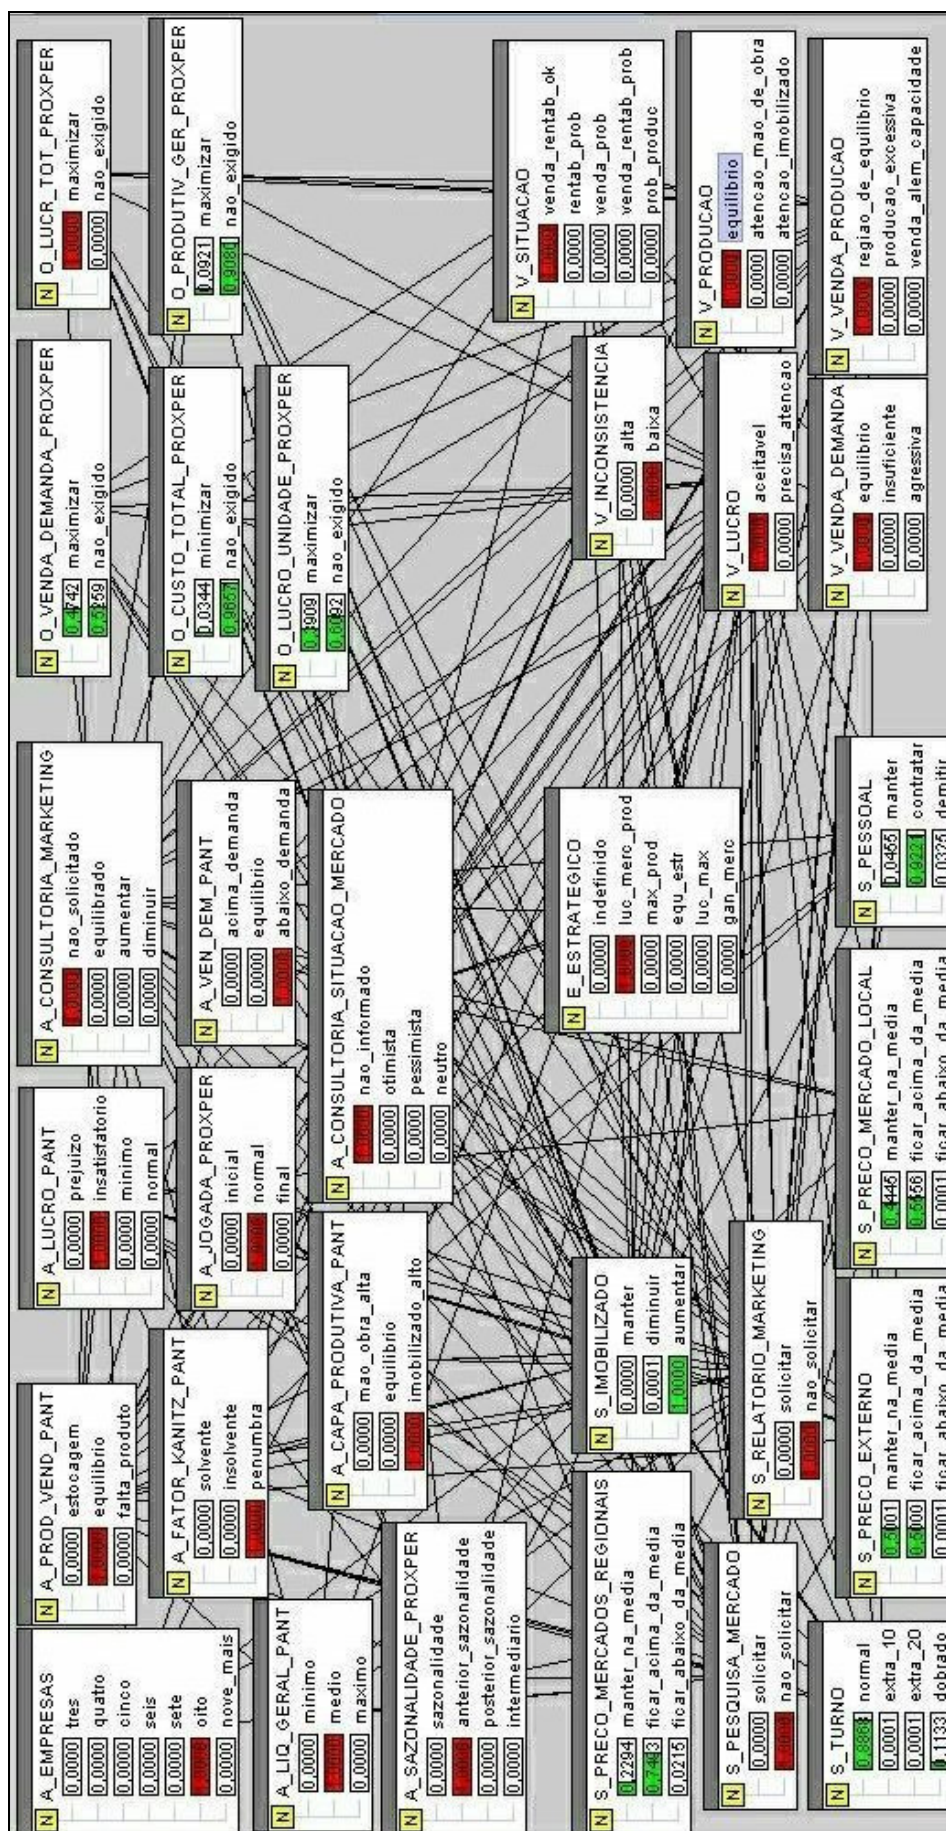 N A_EMPRESAS
0,0000 tres
0,0000 quatro
0,0000 cinco
0,0000 seis
0,0000 sete
oito
0,0000 nove_mais
N A_PROD_VEND_PANT
0,0000 estocagem
equilibrio
0,0000 falta_produto
N A_LUCRO_PANT
0,0000 prejuizo
insatisfatorio
0,0000 minimo
0,0000 normal
N A_CONSULTORIA_MARKETING
nao_solicitado
0,0000 equilibrado
0,0000 aumentar
0,0000 diminuir
N O_VENDA_DEMANDA_PROXPER
0,4742 maximizar
0,5259 nao_exigido
N O_LUCR_TOT_PROXPER
maximizar
0,0000 nao_exigido
N A_FATOR_KANITZ_PANT
0,0000 solvente
0,0000 insolvente
penumbra
N A_JOGADA_PROXPER
0,0000 inicial
normal
0,0000 final
N A_VEN_DEM_PANT
0,0000 acima_demanda
0,0000 equilibrio
abaixo_demanda
N O_CUSTO_TOTAL_PROXPER
0,0344 minimizar
0,9657 nao_exigido
N O_PRODUTIV_GER_PROXPER
0,0921 maximizar
0,9080 nao_exigido
N A_LIQ_GERAL_PANT
0,0000 minimo
medio
0,0000 maximo
N A_CAPA_PRODUTIVA_PANT
0,0000 mao_obra_alta
0,0000 equilibrio
imobilizado_alto
N A_CONSULTORIA_SITUACAO_MERCADO
nao_informado
0,0000 otimista
0,0000 pessimista
0,0000 neutro
N O_LUCRO_UNIDADE_PROXPER
0,3909 maximizar
0,6092 nao_exigido
N A_SAZONALIDADE_PROXPER
0,0000 sazonalidade
anterior_sazonalidade
0,0000 posterior_sazonalidade
0,0000 intermediario
N E_ESTRATEGICO
0,0000 indefinido
luc_merc_prod
0,0000 max_prod
0,0000 equ_estr
0,0000 luc_max
0,0000 gan_merc
N V_SITUACAO
venda_rentab_ok
0,0000 rentab_prob
0,0000 venda_prob
0,0000 venda_rentab_prob
0,0000 prob_produc
N S_PRECO_MERCADOS_REGIONAIS
0,2294 manter_na_media
0,7493 ficar_acima_da_media
0,0215 ficar_abaixo_da_media
N S_IMOBILIZADO
0,0000 manter
0,0001 diminuir
1,0000 aumentar
N V_INCONSISTENCIA
0,0000 alta
baixa
N V_PRODUCAO
equilibrio
0,0000 atencao_mao_de_obra
0,0000 atencao_imobilizado
N S_PESQUISA_MERCADO
0,0000 solicitar
nao_solicitar
N S_RELATORIO_MARKETING
0,0000 solicitar
nao_solicitar
N V_LUCRO
aceitavel
0,0000 precisa_atencao
N S_TURNO
0,8868 normal
0,0001 extra_10
0,0001 extra_20
0,1133 dobrado
N S_PRECO_EXTERNO
0,5001 manter_na_media
0,5000 ficar_acima_da_media
0,0001 ficar_abaixo_da_media
N S_PRECO_MERCADO_LOCAL
0,4445 manter_na_media
0,5556 ficar_acima_da_media
0,0001 ficar_abaixo_da_media
N S_PESSOAL
0,0455 manter
0,9221 contratar
0,0325 demitir
N V_VENDA_DEMANDA
equilibrio
0,0000 insuficiente
0,0000 agressiva
N V_VENDA_PRODUCAO
regiao_de_equilibrio
0,0000 producao_excessiva
0,0000 venda_alem_capacidade